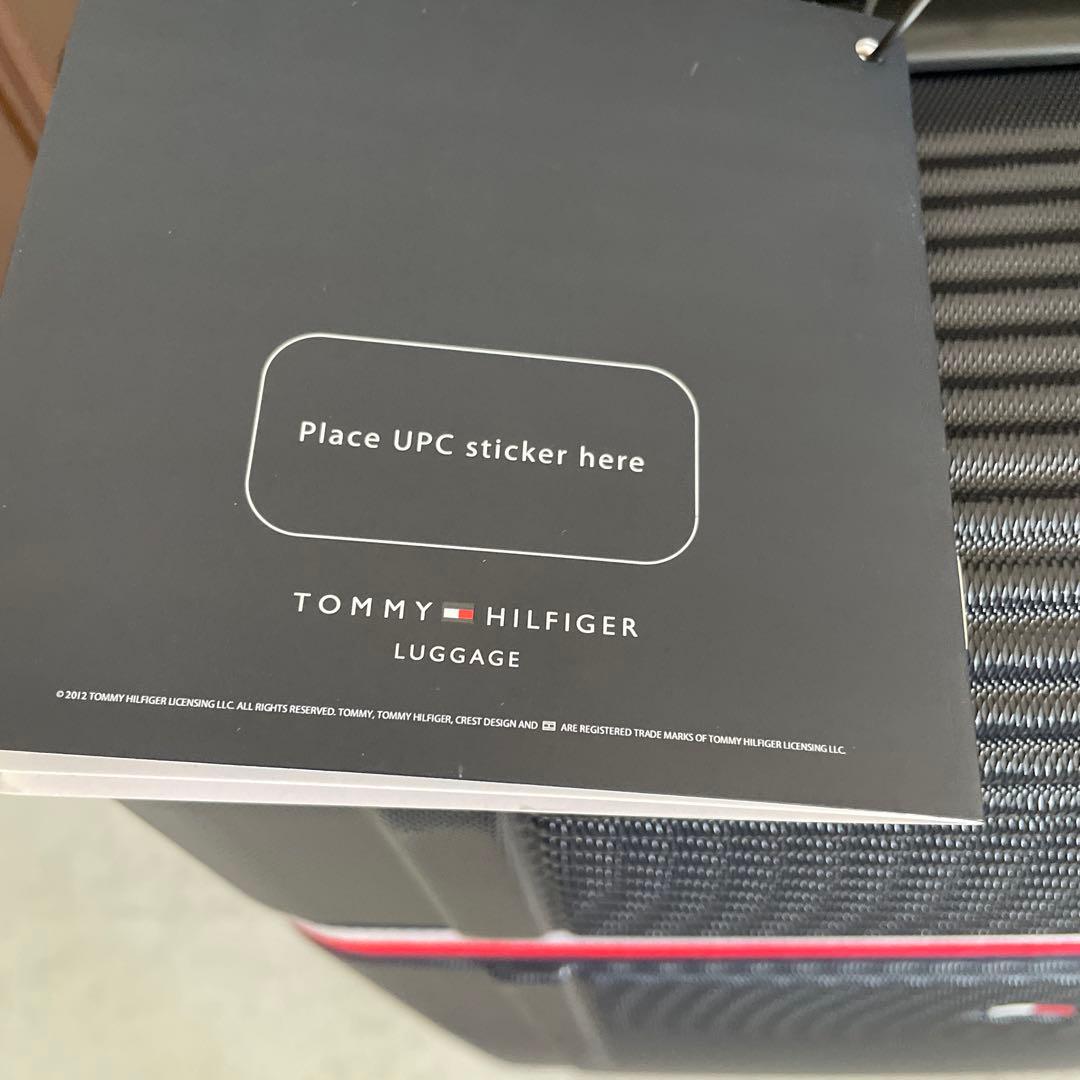 Place UPC sticker here
TOMMY HILFIGER
LUGGAGE
© 2012 TOMMY HILFIGER LICENSING LLC. ALL RIGHTS RESERVED. TOMMY, TOMMY HILFIGER, CREST DESIGN AND ARE REGISTERED TRADE MARKS OF TOMMY HILFIGER LICENSING LLC.